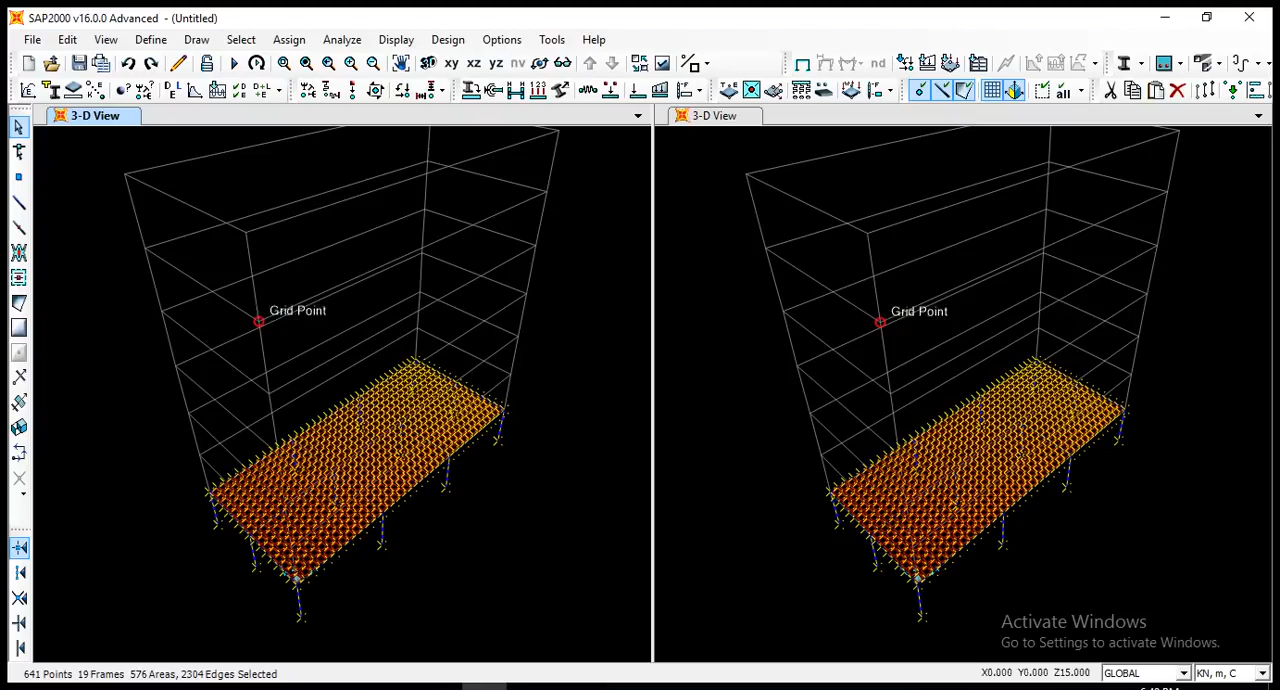 SAP2000 v16.0.0 Advanced - (Untitled)
File Edit View Define Draw Select Assign Analyze Display Design Options Tools Help
3D xy xz yz nv nd
all
3-D View
3-D View
Grid Point
Grid Point
Activate Windows
Go to Settings to activate Windows.
641 Points 19 Frames 576 Areas, 2304 Edges Selected
X0.000 Y0.000 Z15.000 GLOBAL KN, m, C